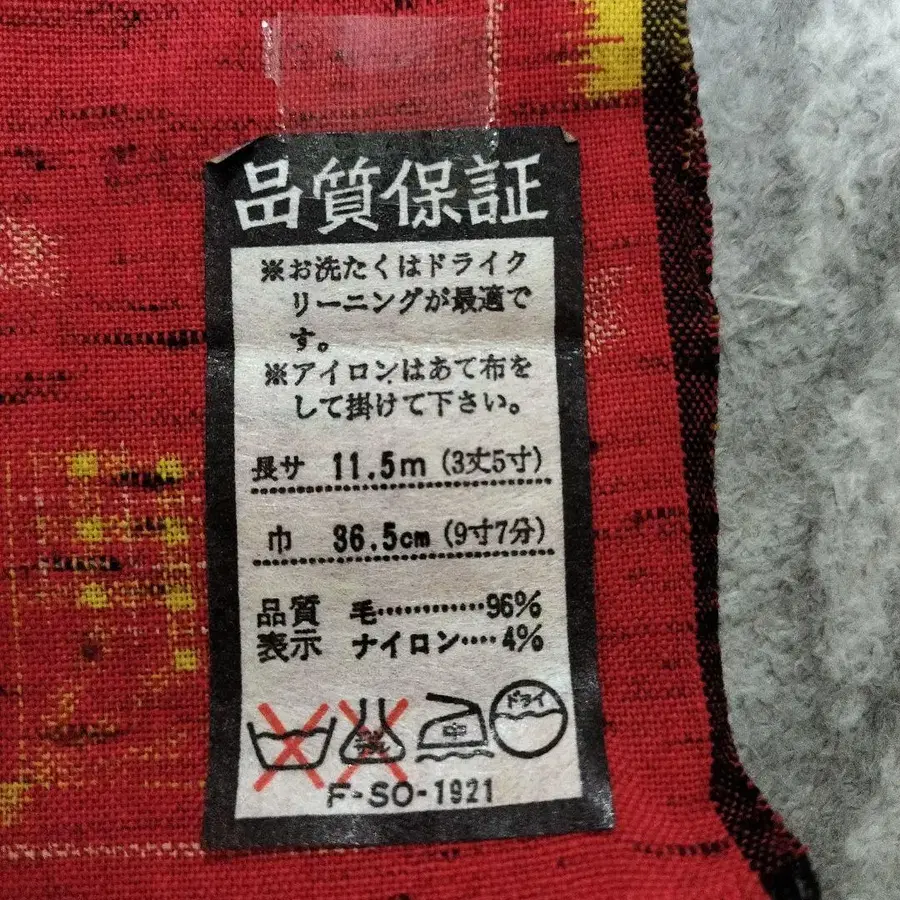 品質保証
※お洗たくはドライク
リーニングが最適で
す。
※アイロンはあて布を
して掛けて下さい。
長サ 11.5m (3丈5寸)
巾 36.5cm (9寸7分)
品質 毛…………96%
表示 ナイロン‥‥4%
中 ドライ
F-SO-1921